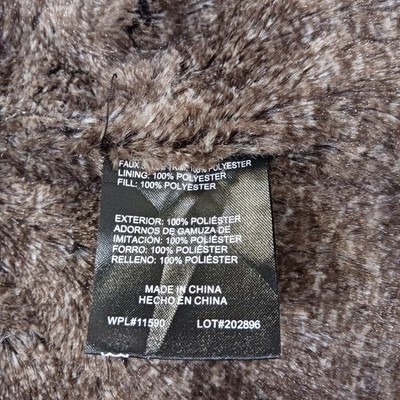 FAUX TRIM: 100% POLYESTER
LINING: 100% POLYESTER
FILL: 100% POLYESTER
EXTERIOR: 100% POLIÉSTER
ADORNOS DE GAMUZA DE
IMITACIÓN: 100% POLIÉSTER
FORRO: 100% POLIÉSTER
RELLENO: 100% POLIÉSTER
MADE IN CHINA
HECHO EN CHINA
WPL#11590 LOT#202896